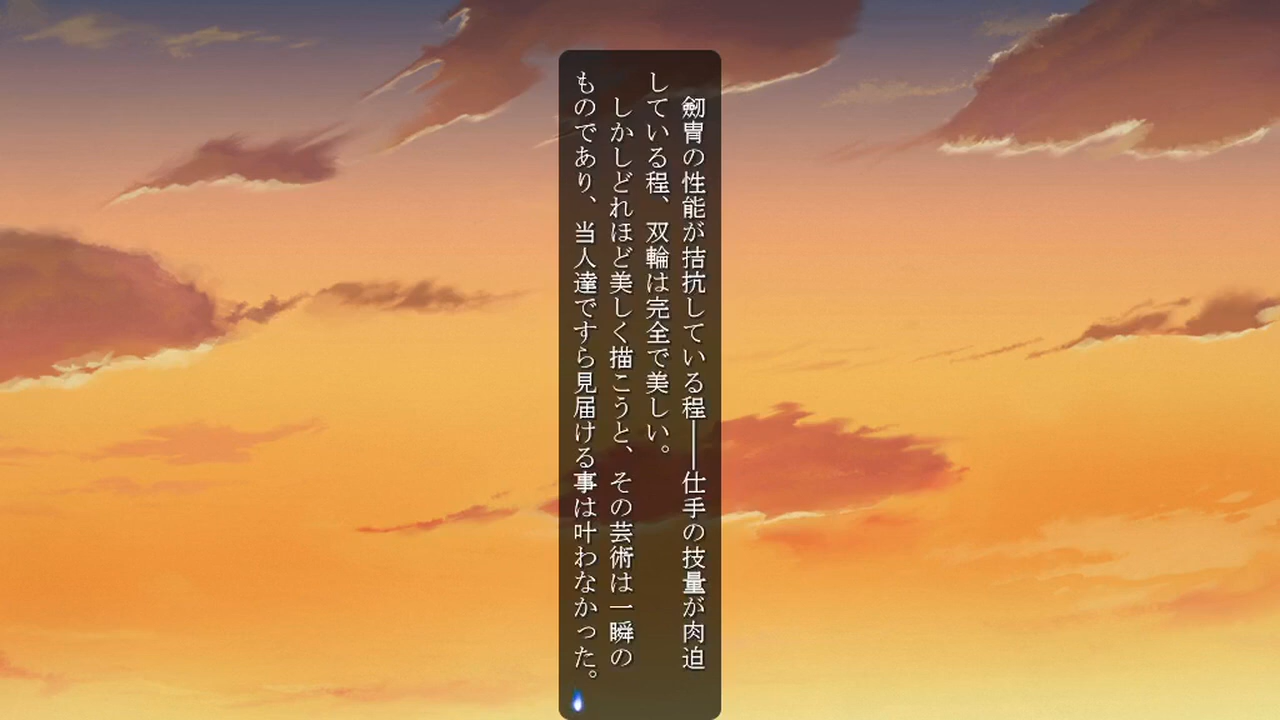 劒冑の性能が拮抗している程――仕手の技量が肉迫
している程、双輪は完全で美しい。
　しかしどれほど美しく描こうと、その芸術は一瞬の
ものであり、当人達ですら見届ける事は叶わなかった。